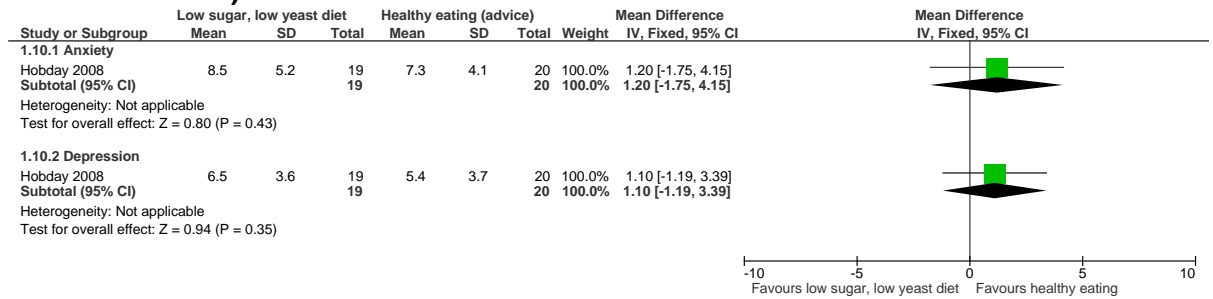 Low sugar, low yeast diet Healthy eating (advice) Mean Difference Mean Difference
Study or Subgroup Mean SD Total Mean SD Total Weight IV, Fixed, 95% CI IV, Fixed, 95% CI
1.10.1 Anxiety
Hobday 2008 8.5 5.2 19 7.3 4.1 20 100.0% 1.20 [-1.75, 4.15]
Subtotal (95% CI) 19 20 100.0% 1.20 [-1.75, 4.15]
Heterogeneity: Not applicable
Test for overall effect: Z = 0.80 (P = 0.43)
1.10.2 Depression
Hobday 2008 6.5 3.6 19 5.4 3.7 20 100.0% 1.10 [-1.19, 3.39]
Subtotal (95% CI) 19 20 100.0% 1.10 [-1.19, 3.39]
Heterogeneity: Not applicable
Test for overall effect: Z = 0.94 (P = 0.35)
-10 -5 0 5 10
Favours low sugar, low yeast diet Favours healthy eating